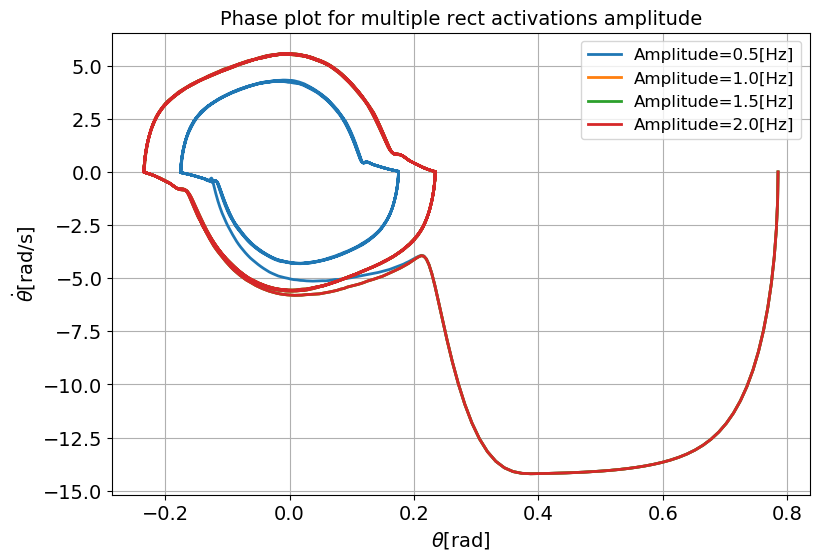 Phase plot for multiple rect activations amplitude
Amplitude=0.5[Hz]
Amplitude=1.0[Hz]
Amplitude=1.5[Hz]
Amplitude=2.0[Hz]
5.0
2.5
0.0
−2.5
−5.0
−7.5
−10.0
−12.5
−15.0
θ̇[rad/s]
−0.2 0.0 0.2 0.4 0.6 0.8
θ[rad]